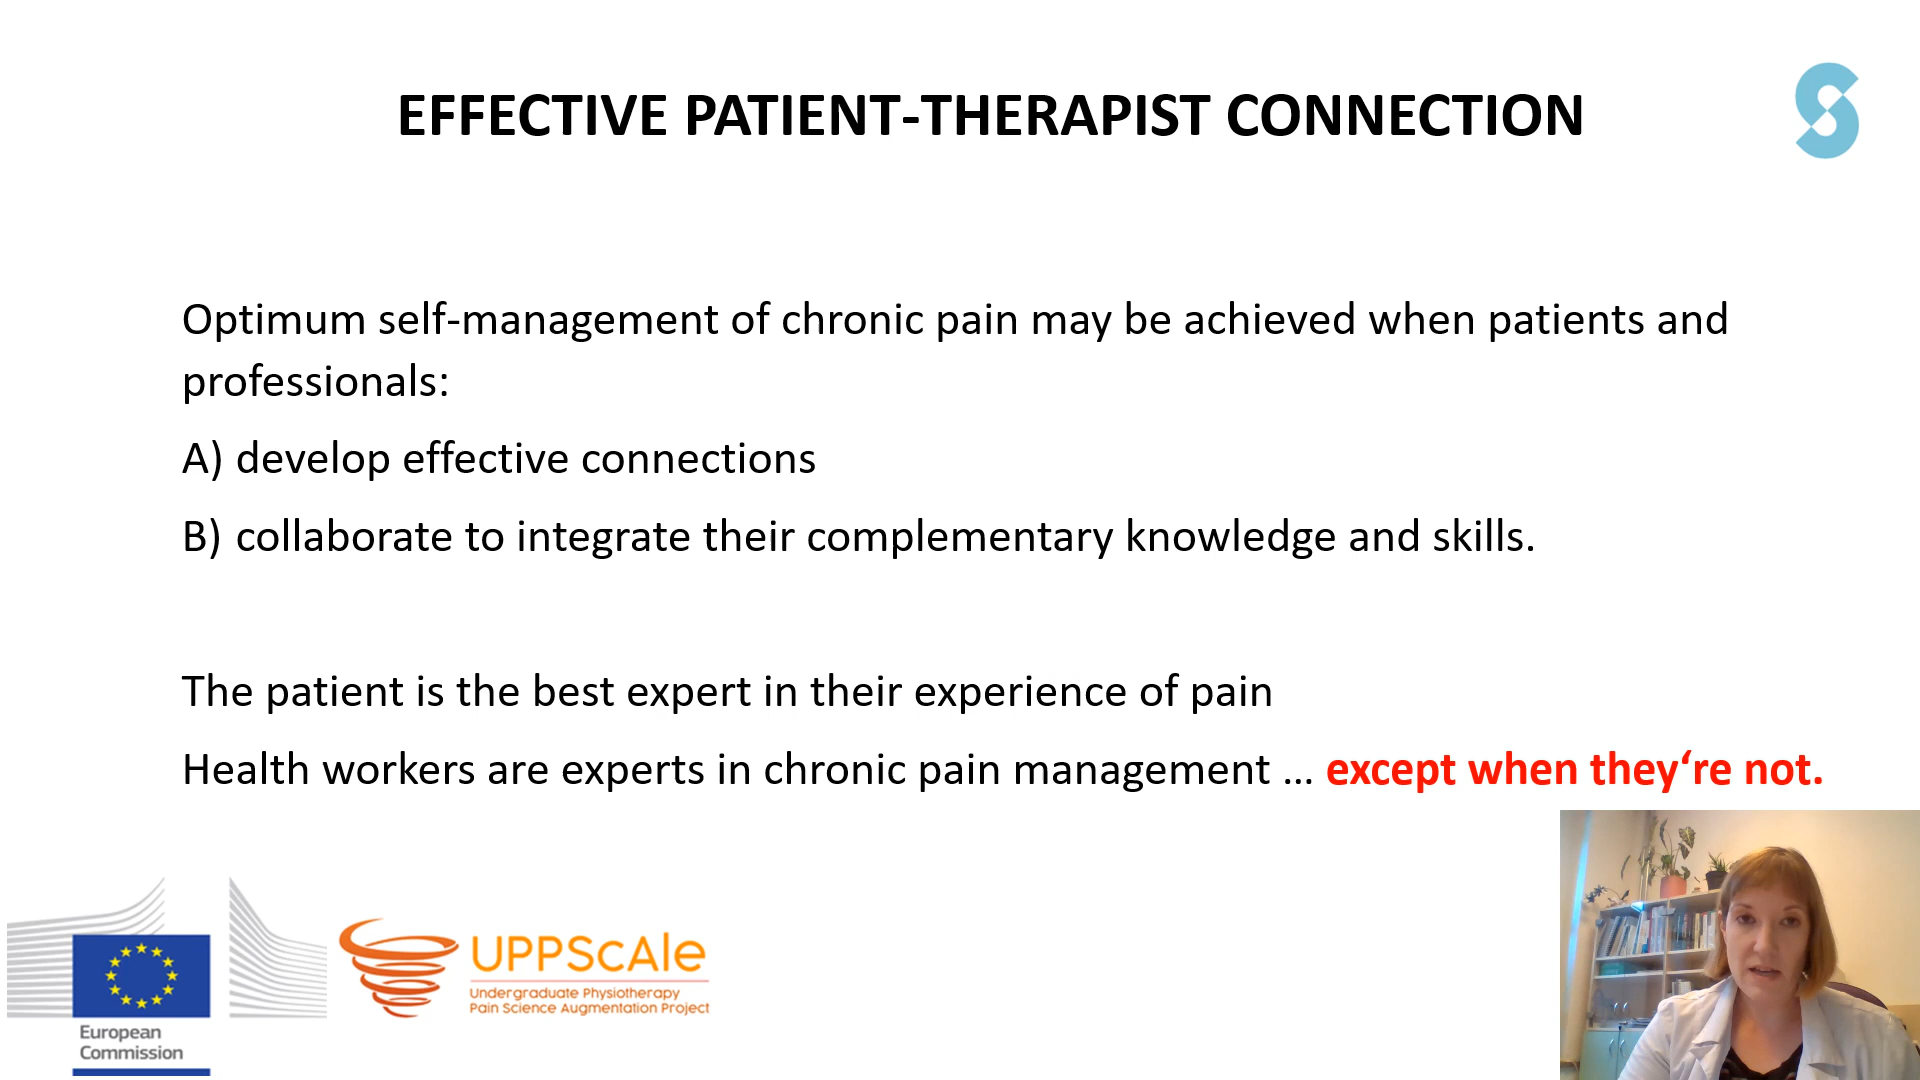 EFFECTIVE PATIENT-THERAPIST CONNECTION
Optimum self-management of chronic pain may be achieved when patients and
professionals:
A) develop effective connections
B) collaborate to integrate their complementary knowledge and skills.
The patient is the best expert in their experience of pain
Health workers are experts in chronic pain management ... except when they‘re not.
UPPScAle
Undergraduate Physiotherapy
Pain Science Augmentation Project
European
Commission